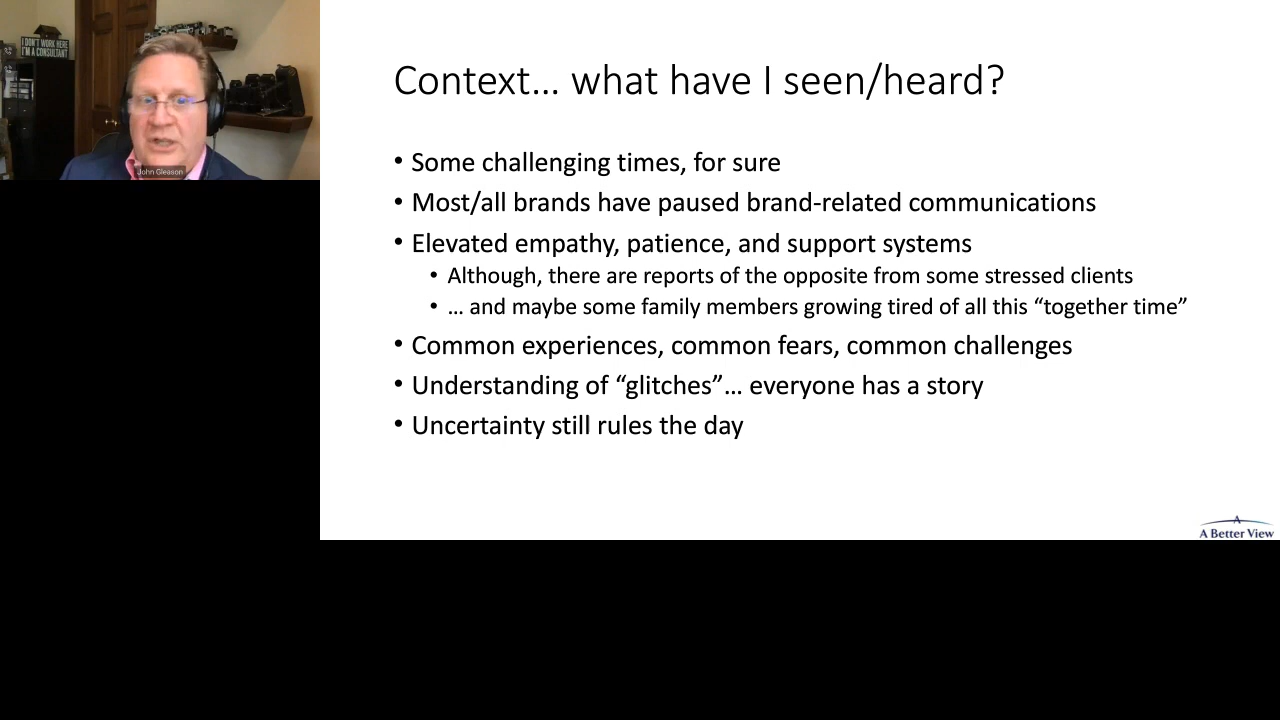 I DON'T WORK HERE
I'M A CONSULTANT
John Gleason
Context... what have I seen/heard?
• Some challenging times, for sure
• Most/all brands have paused brand-related communications
• Elevated empathy, patience, and support systems
• Although, there are reports of the opposite from some stressed clients
• ... and maybe some family members growing tired of all this “together time”
• Common experiences, common fears, common challenges
• Understanding of “glitches”... everyone has a story
• Uncertainty still rules the day
A
A Better View